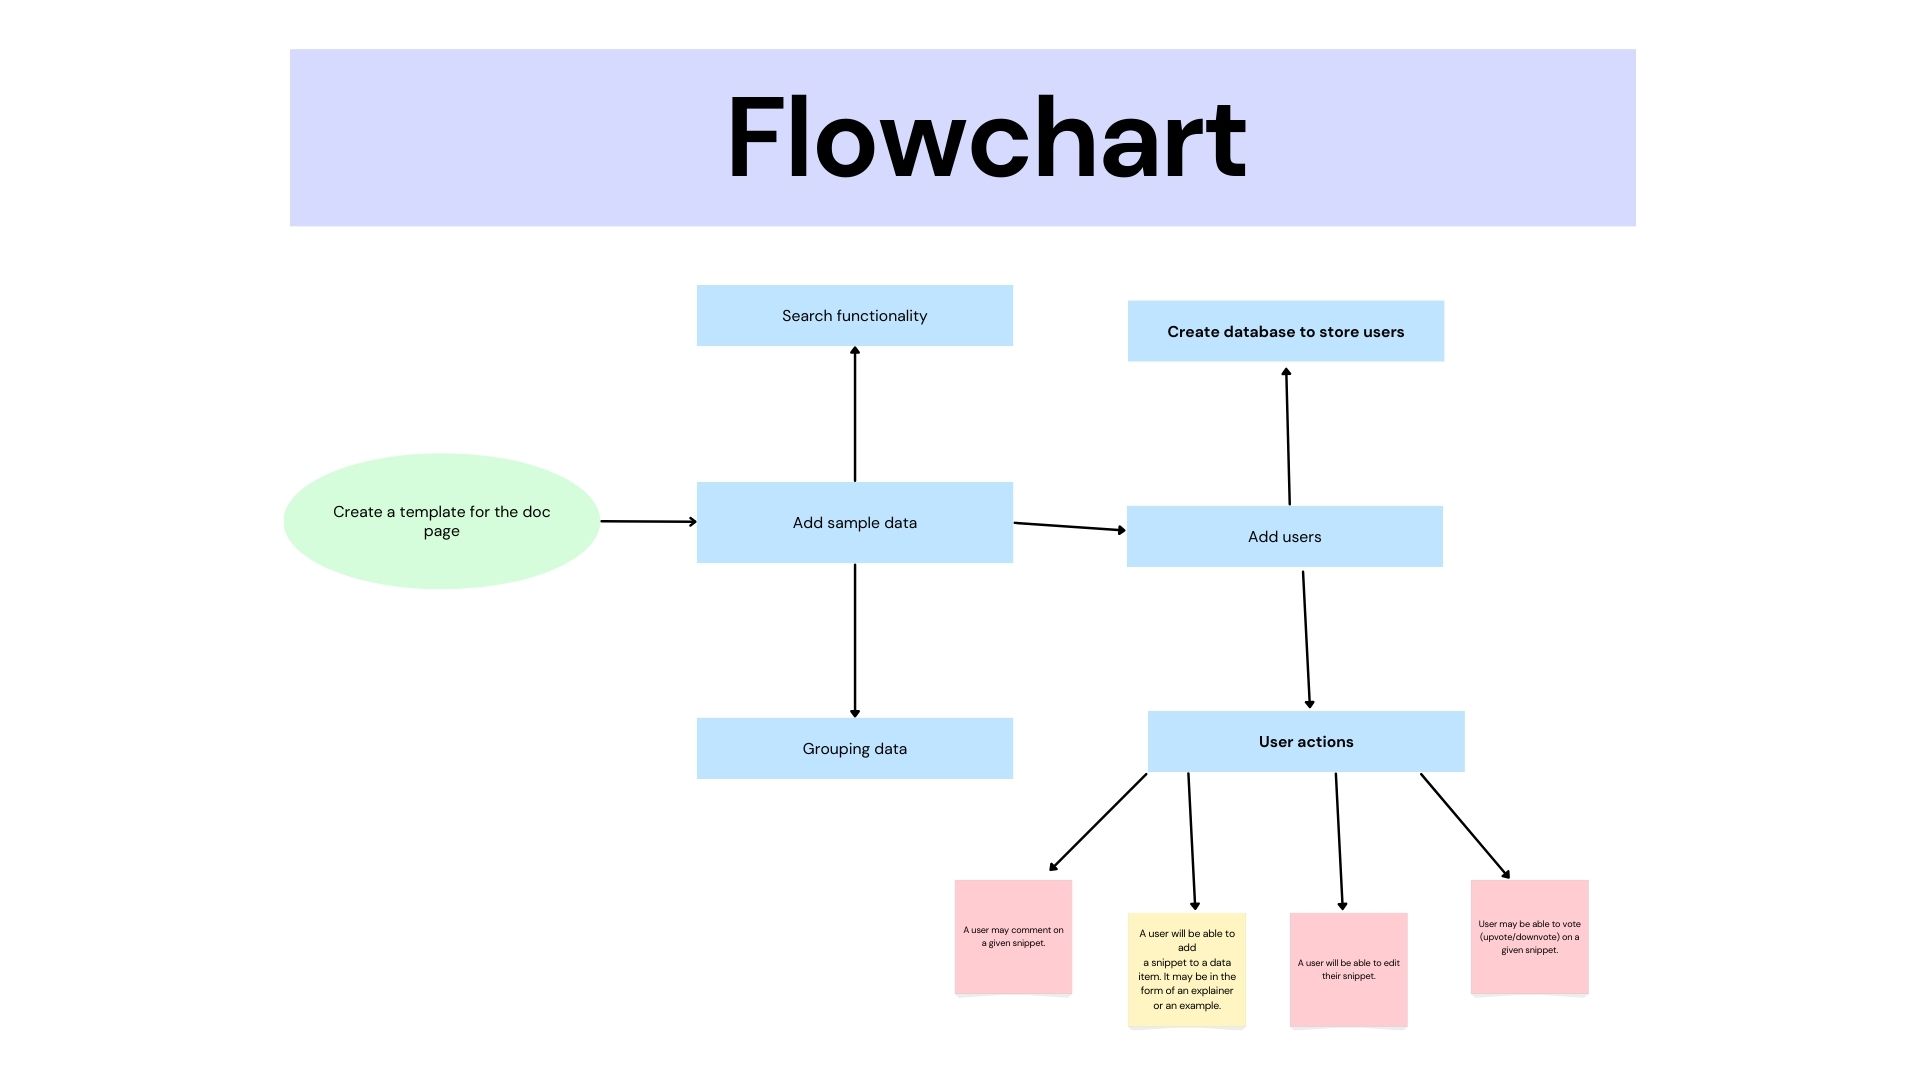 Flowchart
Search functionality
Create database to store users
Create a template for the doc
page
Add sample data
Add users
Grouping data
User actions
A user may comment on
a given snippet.
A user will be able to
add
a snippet to a data
item. It may be in the
form of an explainer
or an example.
A user will be able to edit
their snippet.
User may be able to vote
(upvote/downvote) on a
given snippet.